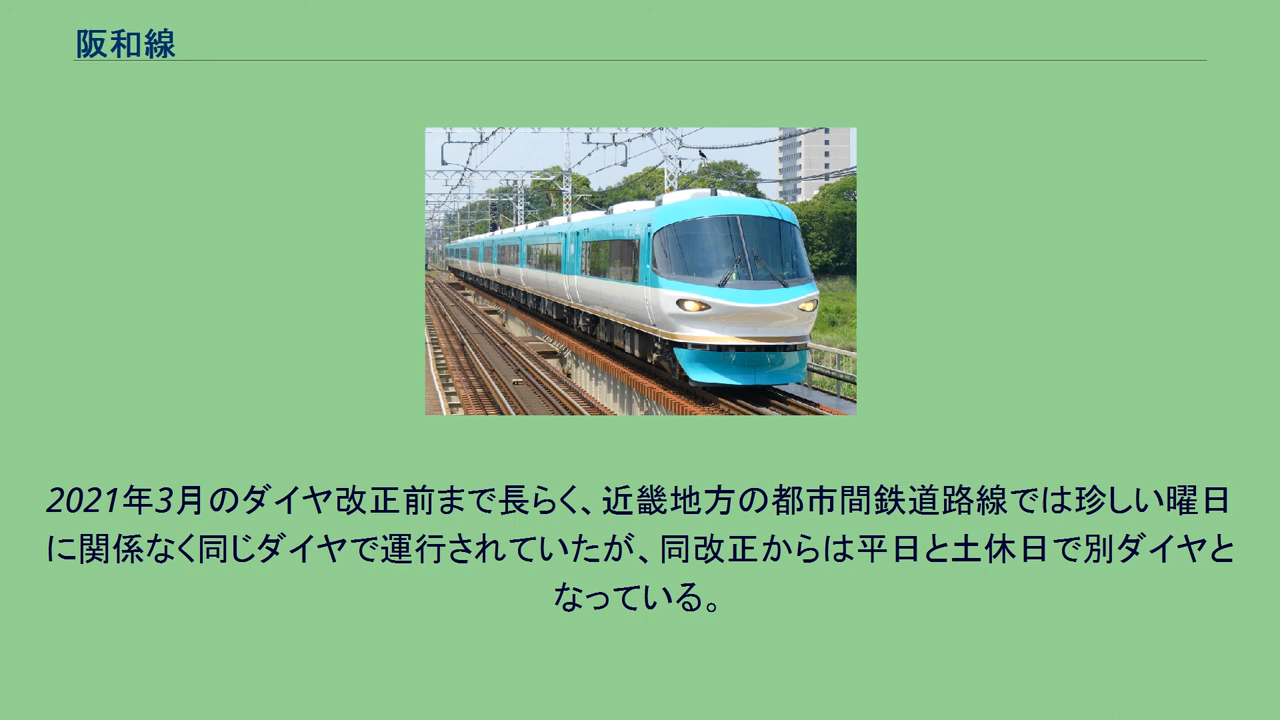 阪和線
2021年3月のダイヤ改正前まで長らく、近畿地方の都市間鉄道路線では珍しい曜日
に関係なく同じダイヤで運行されていたが、同改正からは平日と土休日で別ダイヤと
なっている。